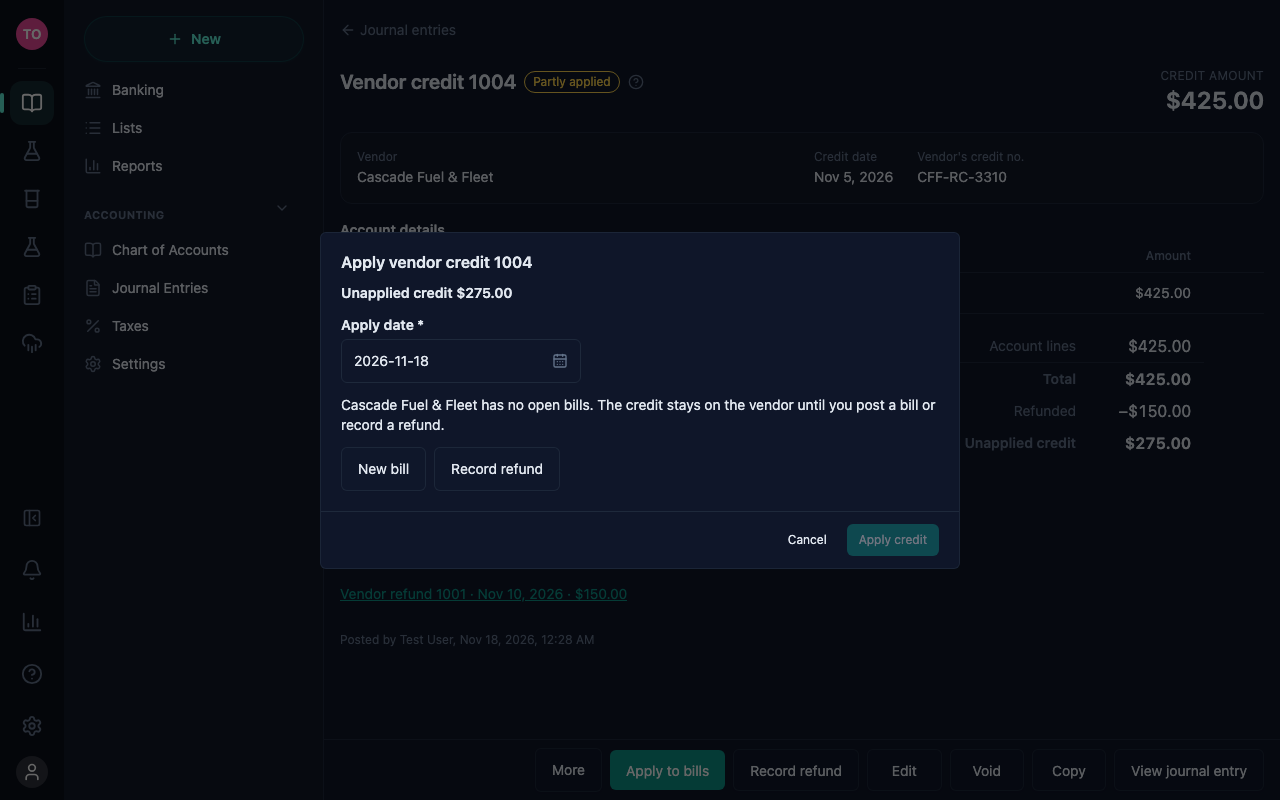 TO
+ New
Banking
Lists
Reports
ACCOUNTING
Chart of Accounts
Journal Entries
Taxes
Settings
← Journal entries
Vendor credit 1004 Partly applied
CREDIT AMOUNT
$425.00
Vendor
Cascade Fuel & Fleet
Credit date
Nov 5, 2026
Vendor's credit no.
CFF-RC-3310
Account details
Amount
$425.00
Account lines $425.00
Total $425.00
Refunded –$150.00
Unapplied credit $275.00
Apply vendor credit 1004
Unapplied credit $275.00
Apply date *
2026-11-18
Cascade Fuel & Fleet has no open bills. The credit stays on the vendor until you post a bill or
record a refund.
New bill Record refund
Cancel Apply credit
Vendor refund 1001 · Nov 10, 2026 · $150.00
Posted by Test User, Nov 18, 2026, 12:28 AM
More Apply to bills Record refund Edit Void Copy View journal entry